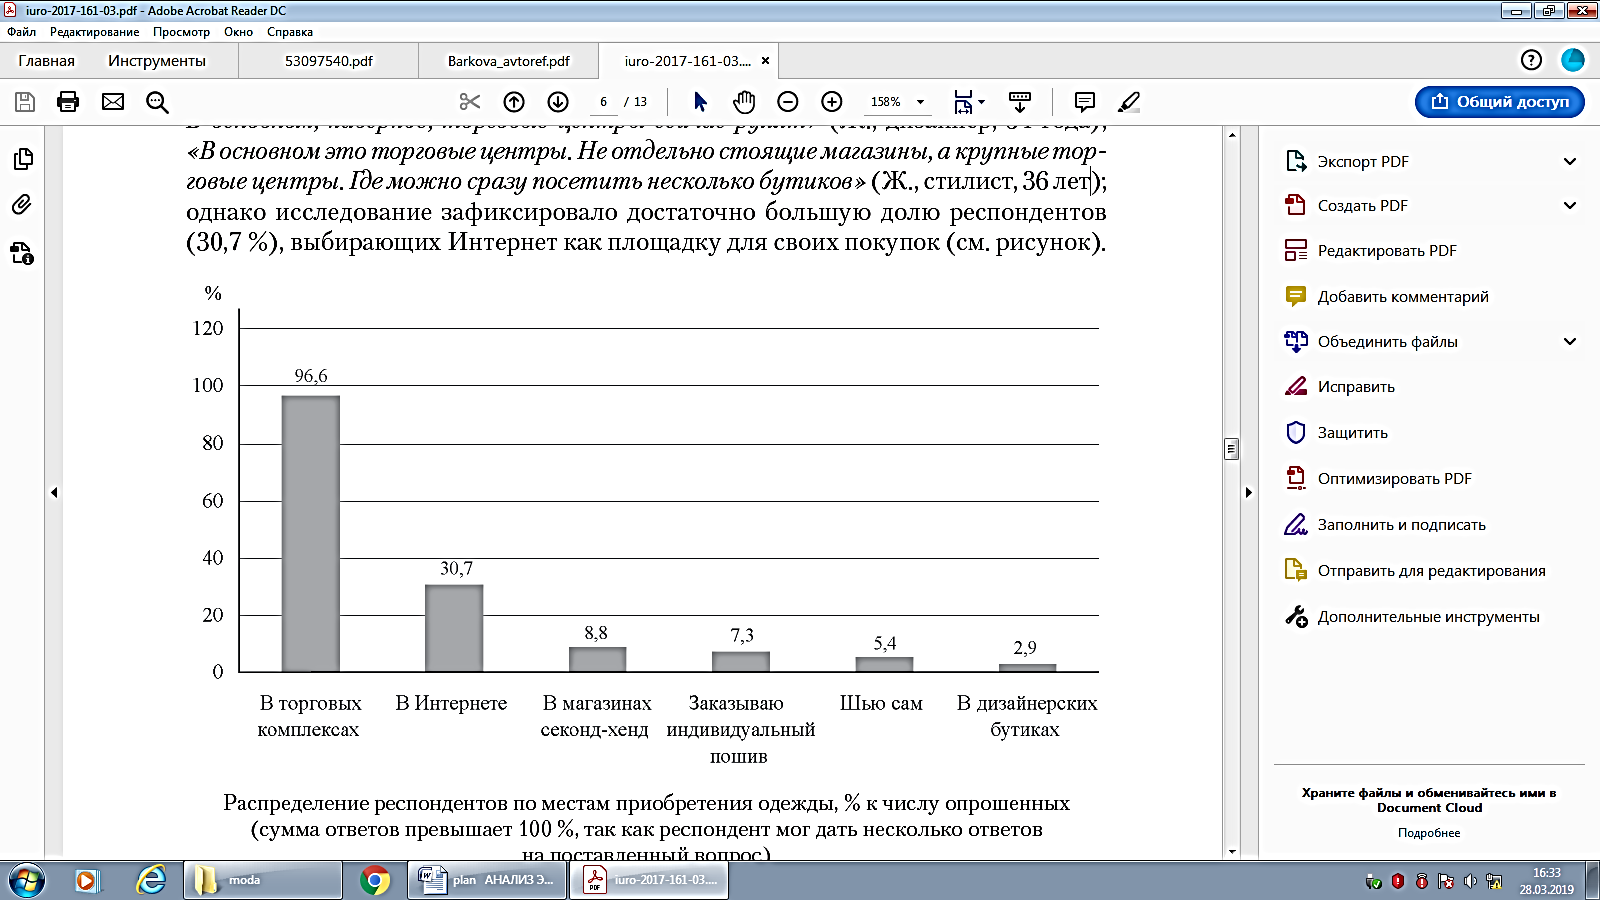 iuro-2017-161-03.pdf - Adobe Acrobat Reader DC
Файл Редактирование Просмотр Окно Справка
Главная Инструменты 53097540.pdf Barkova_avtoref.pdf iuro-2017-161-03....
6 / 13 158% Общий доступ
«В основном это торговые центры. Не отдельно стоящие магазины, а крупные тор-
говые центры. Где можно сразу посетить несколько бутиков» (Ж., стилист, 36 лет);
однако исследование зафиксировало достаточно большую долю респондентов
(30,7 %), выбирающих Интернет как площадку для своих покупок (см. рисунок).
%
120
100
80
60
40
20
0
96,6
30,7
8,8
7,3
5,4
2,9
В торговых комплексах
В Интернете
В магазинах секонд-хенд
Заказываю индивидуальный пошив
Шью сам
В дизайнерских бутиках
Распределение респондентов по местам приобретения одежды, % к числу опрошенных
(сумма ответов превышает 100 %, так как респондент мог дать несколько ответов
на поставленный вопрос)
Экспорт PDF
Создать PDF
Редактировать PDF
Добавить комментарий
Объединить файлы
Исправить
Защитить
Оптимизировать PDF
Заполнить и подписать
Отправить для редактирования
Дополнительные инструменты
Храните файлы и обменивайтесь ими в
Document Cloud
Подробнее
moda
plan АНАЛИЗ Э...
iuro-2017-161-03....
16:33
28.03.2019